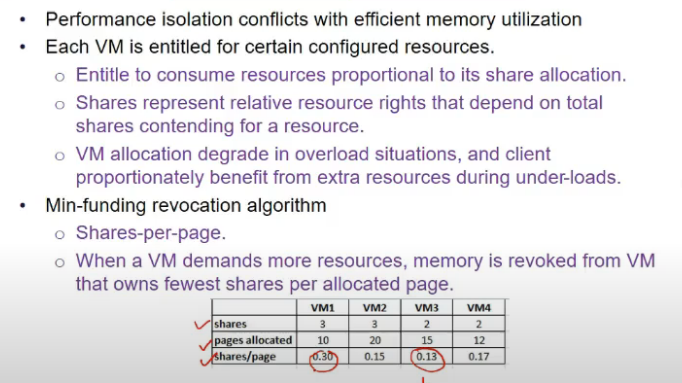 • Performance isolation conflicts with efficient memory utilization
• Each VM is entitled for certain configured resources.
o Entitle to consume resources proportional to its share allocation.
o Shares represent relative resource rights that depend on total
shares contending for a resource.
o VM allocation degrade in overload situations, and client
proportionately benefit from extra resources during under-loads.
• Min-funding revocation algorithm
o Shares-per-page.
o When a VM demands more resources, memory is revoked from VM
that owns fewest shares per allocated page.
VM1 VM2 VM3 VM4
shares 3 3 2 2
pages allocated 10 20 15 12
shares/page 0.30 0.15 0.13 0.17